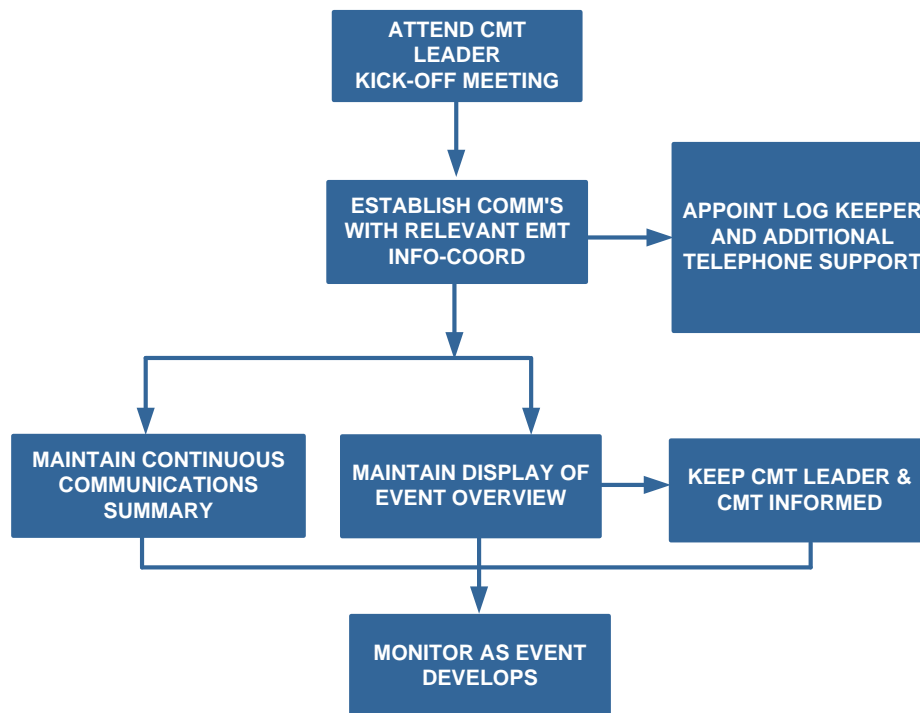 ATTEND CMT
LEADER
KICK-OFF MEETING
ESTABLISH COMM'S
WITH RELEVANT EMT
INFO-COORD
APPOINT LOG KEEPER
AND ADDITIONAL
TELEPHONE SUPPORT
MAINTAIN CONTINUOUS
COMMUNICATIONS
SUMMARY
MAINTAIN DISPLAY OF
EVENT OVERVIEW
KEEP CMT LEADER &
CMT INFORMED
MONITOR AS EVENT
DEVELOPS